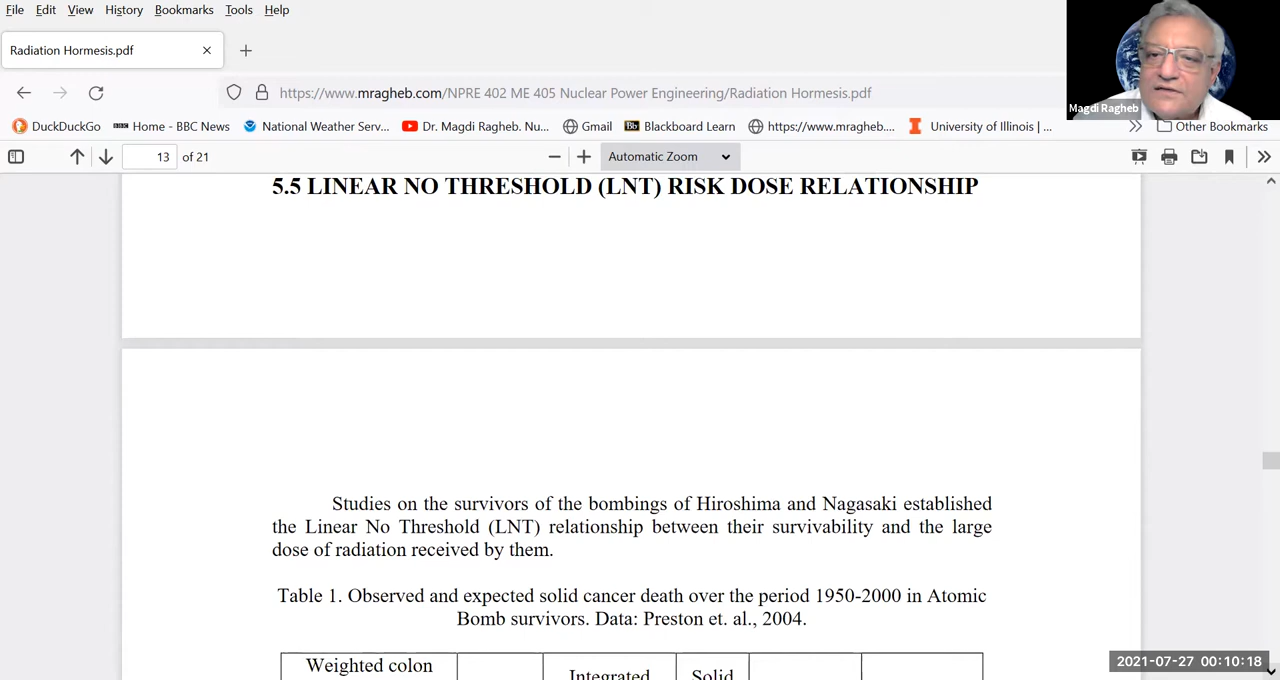 File Edit View History Bookmarks Tools Help
Radiation Hormesis.pdf
https://www.mragheb.com/NPRE 402 ME 405 Nuclear Power Engineering/Radiation Hormesis.pdf
Magdi Ragheb
DuckDuckGo BBC Home - BBC News National Weather Serv... Dr. Magdi Ragheb. Nu... Gmail Bb Blackboard Learn https://www.mragheb.... University of Illinois | ... Other Bookmarks
13 of 21 Automatic Zoom
5.5 LINEAR NO THRESHOLD (LNT) RISK DOSE RELATIONSHIP
Studies on the survivors of the bombings of Hiroshima and Nagasaki established
the Linear No Threshold (LNT) relationship between their survivability and the large
dose of radiation received by them.
Table 1. Observed and expected solid cancer death over the period 1950-2000 in Atomic
Bomb survivors. Data: Preston et. al., 2004.
Weighted colon
Integrated Solid
2021-07-27 00:10:18